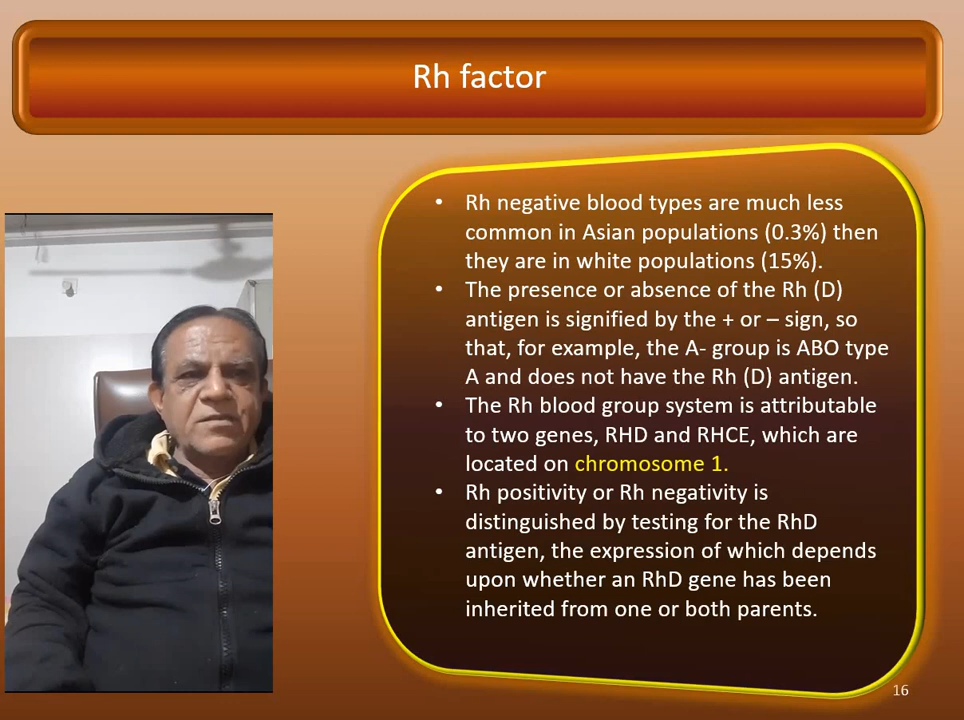 Rh factor
• Rh negative blood types are much less
common in Asian populations (0.3%) then
they are in white populations (15%).
• The presence or absence of the Rh (D)
antigen is signified by the + or – sign, so
that, for example, the A- group is ABO type
A and does not have the Rh (D) antigen.
• The Rh blood group system is attributable
to two genes, RHD and RHCE, which are
located on chromosome 1.
• Rh positivity or Rh negativity is
distinguished by testing for the RhD
antigen, the expression of which depends
upon whether an RhD gene has been
inherited from one or both parents.
16